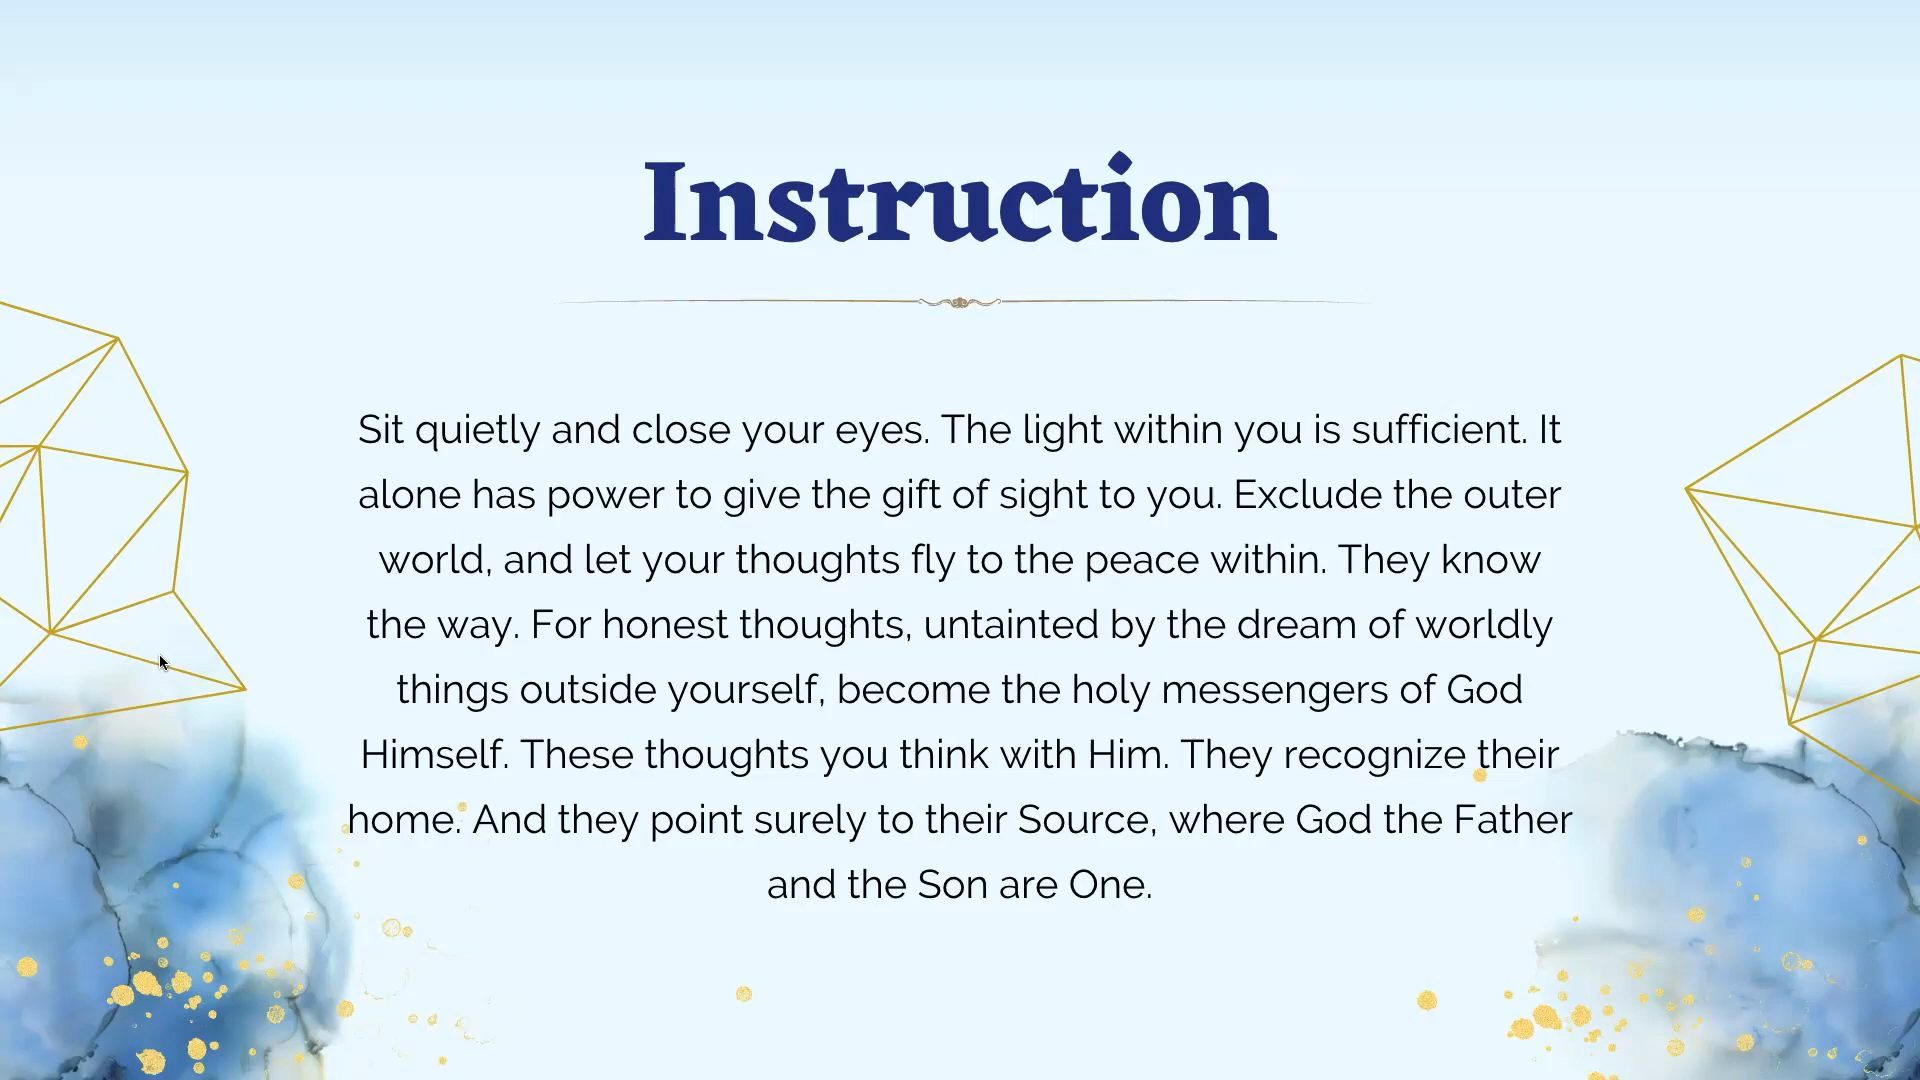 Instruction
Sit quietly and close your eyes. The light within you is sufficient. It
alone has power to give the gift of sight to you. Exclude the outer
world, and let your thoughts fly to the peace within. They know
the way. For honest thoughts, untainted by the dream of worldly
things outside yourself, become the holy messengers of God
Himself. These thoughts you think with Him. They recognize their
home. And they point surely to their Source, where God the Father
and the Son are One.